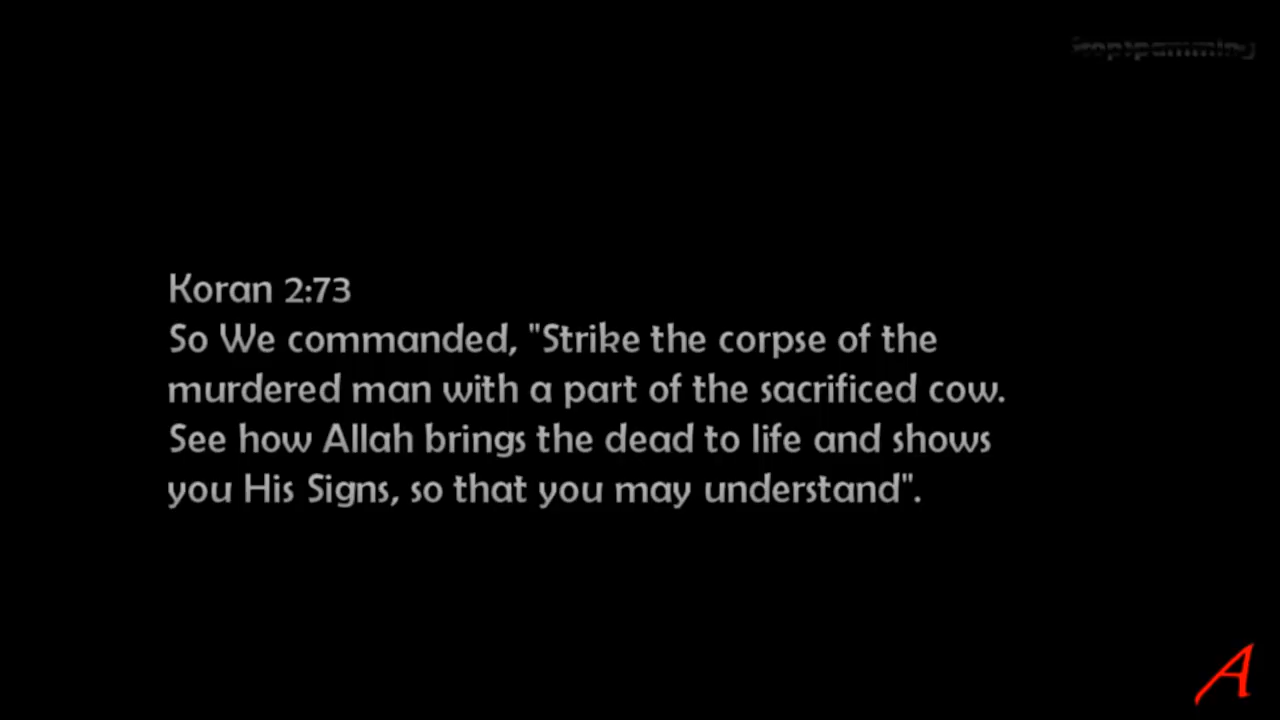 Koran 2:73
So We commanded, "Strike the corpse of the
murdered man with a part of the sacrificed cow.
See how Allah brings the dead to life and shows
you His Signs, so that you may understand".
A